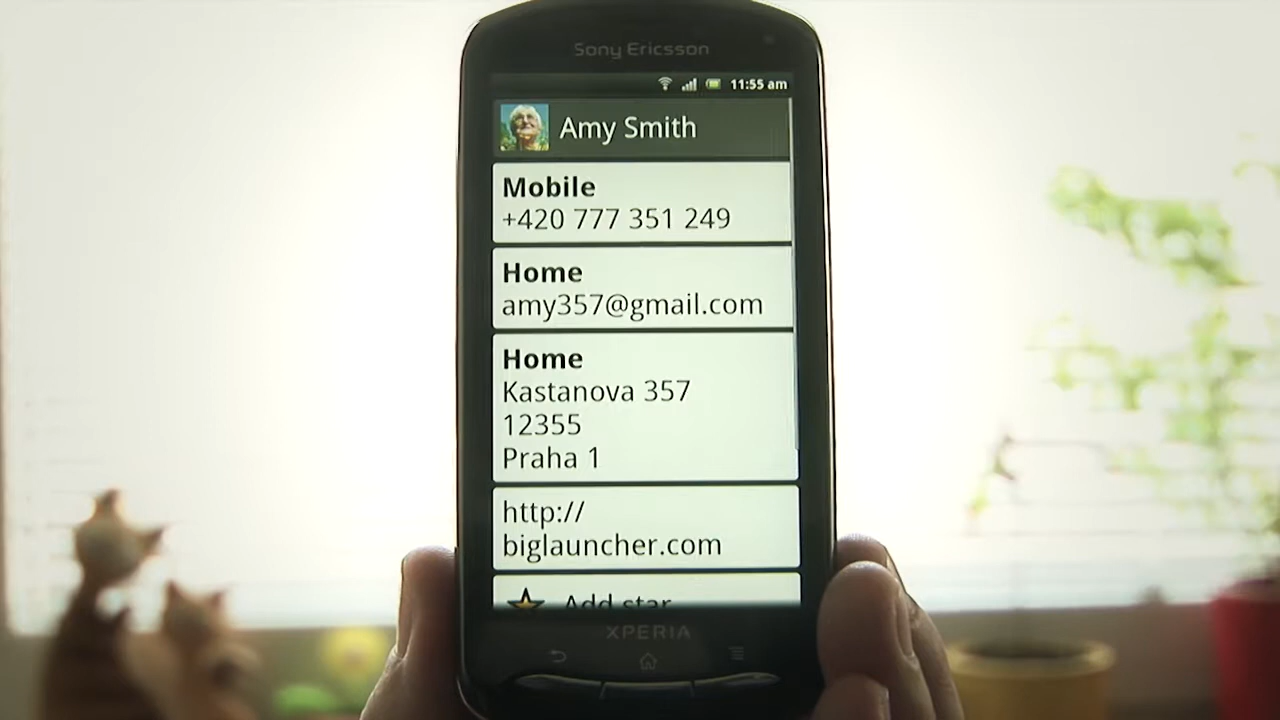 Sony Ericsson
11:55 am
Amy Smith
Mobile
+420 777 351 249
Home
amy357@gmail.com
Home
Kastanova 357
12355
Praha 1
http://
biglauncher.com
Add star
XPERIA